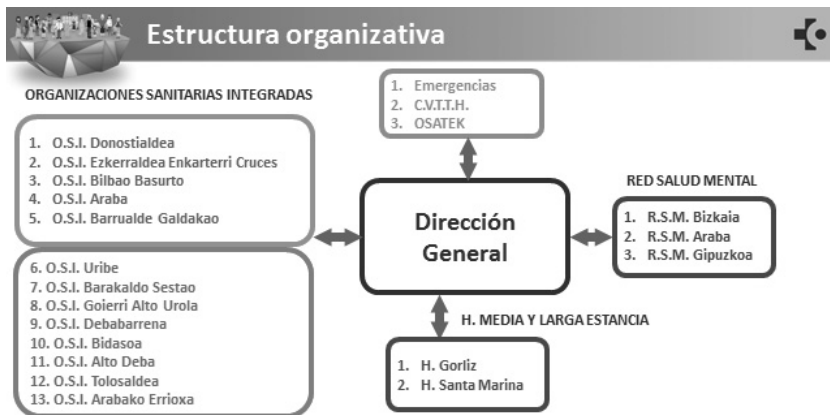 Estructura organizativa
ORGANIZACIONES SANITARIAS INTEGRADAS
1. O.S.I. Donostialdea
2. O.S.I. Ezkerraldea Enkarterri Cruces
3. O.S.I. Bilbao Basurto
4. O.S.I. Araba
5. O.S.I. Barrualde Galdakao
6. O.S.I. Uribe
7. O.S.I. Barakaldo Sestao
8. O.S.I. Goierri Alto Urola
9. O.S.I. Debabarrena
10. O.S.I. Bidasoa
11. O.S.I. Alto Deba
12. O.S.I. Tolosaldea
13. O.S.I. Arabako Errioxa
1. Emergencias
2. C.V.T.T.H.
3. OSATEK
Dirección
General
RED SALUD MENTAL
1. R.S.M. Bizkaia
2. R.S.M. Araba
3. R.S.M. Gipuzkoa
H. MEDIA Y LARGA ESTANCIA
1. H. Gorliz
2. H. Santa Marina